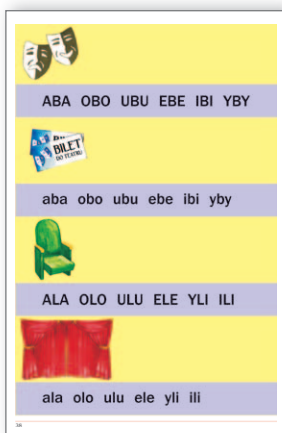 ABA OBO UBU EBE IBI YBY
BILET
DO TEATRU
aba obo ubu ebe ibi yby
ALA OLO ULU ELE YLI ILI
ala olo ulu ele yli ili